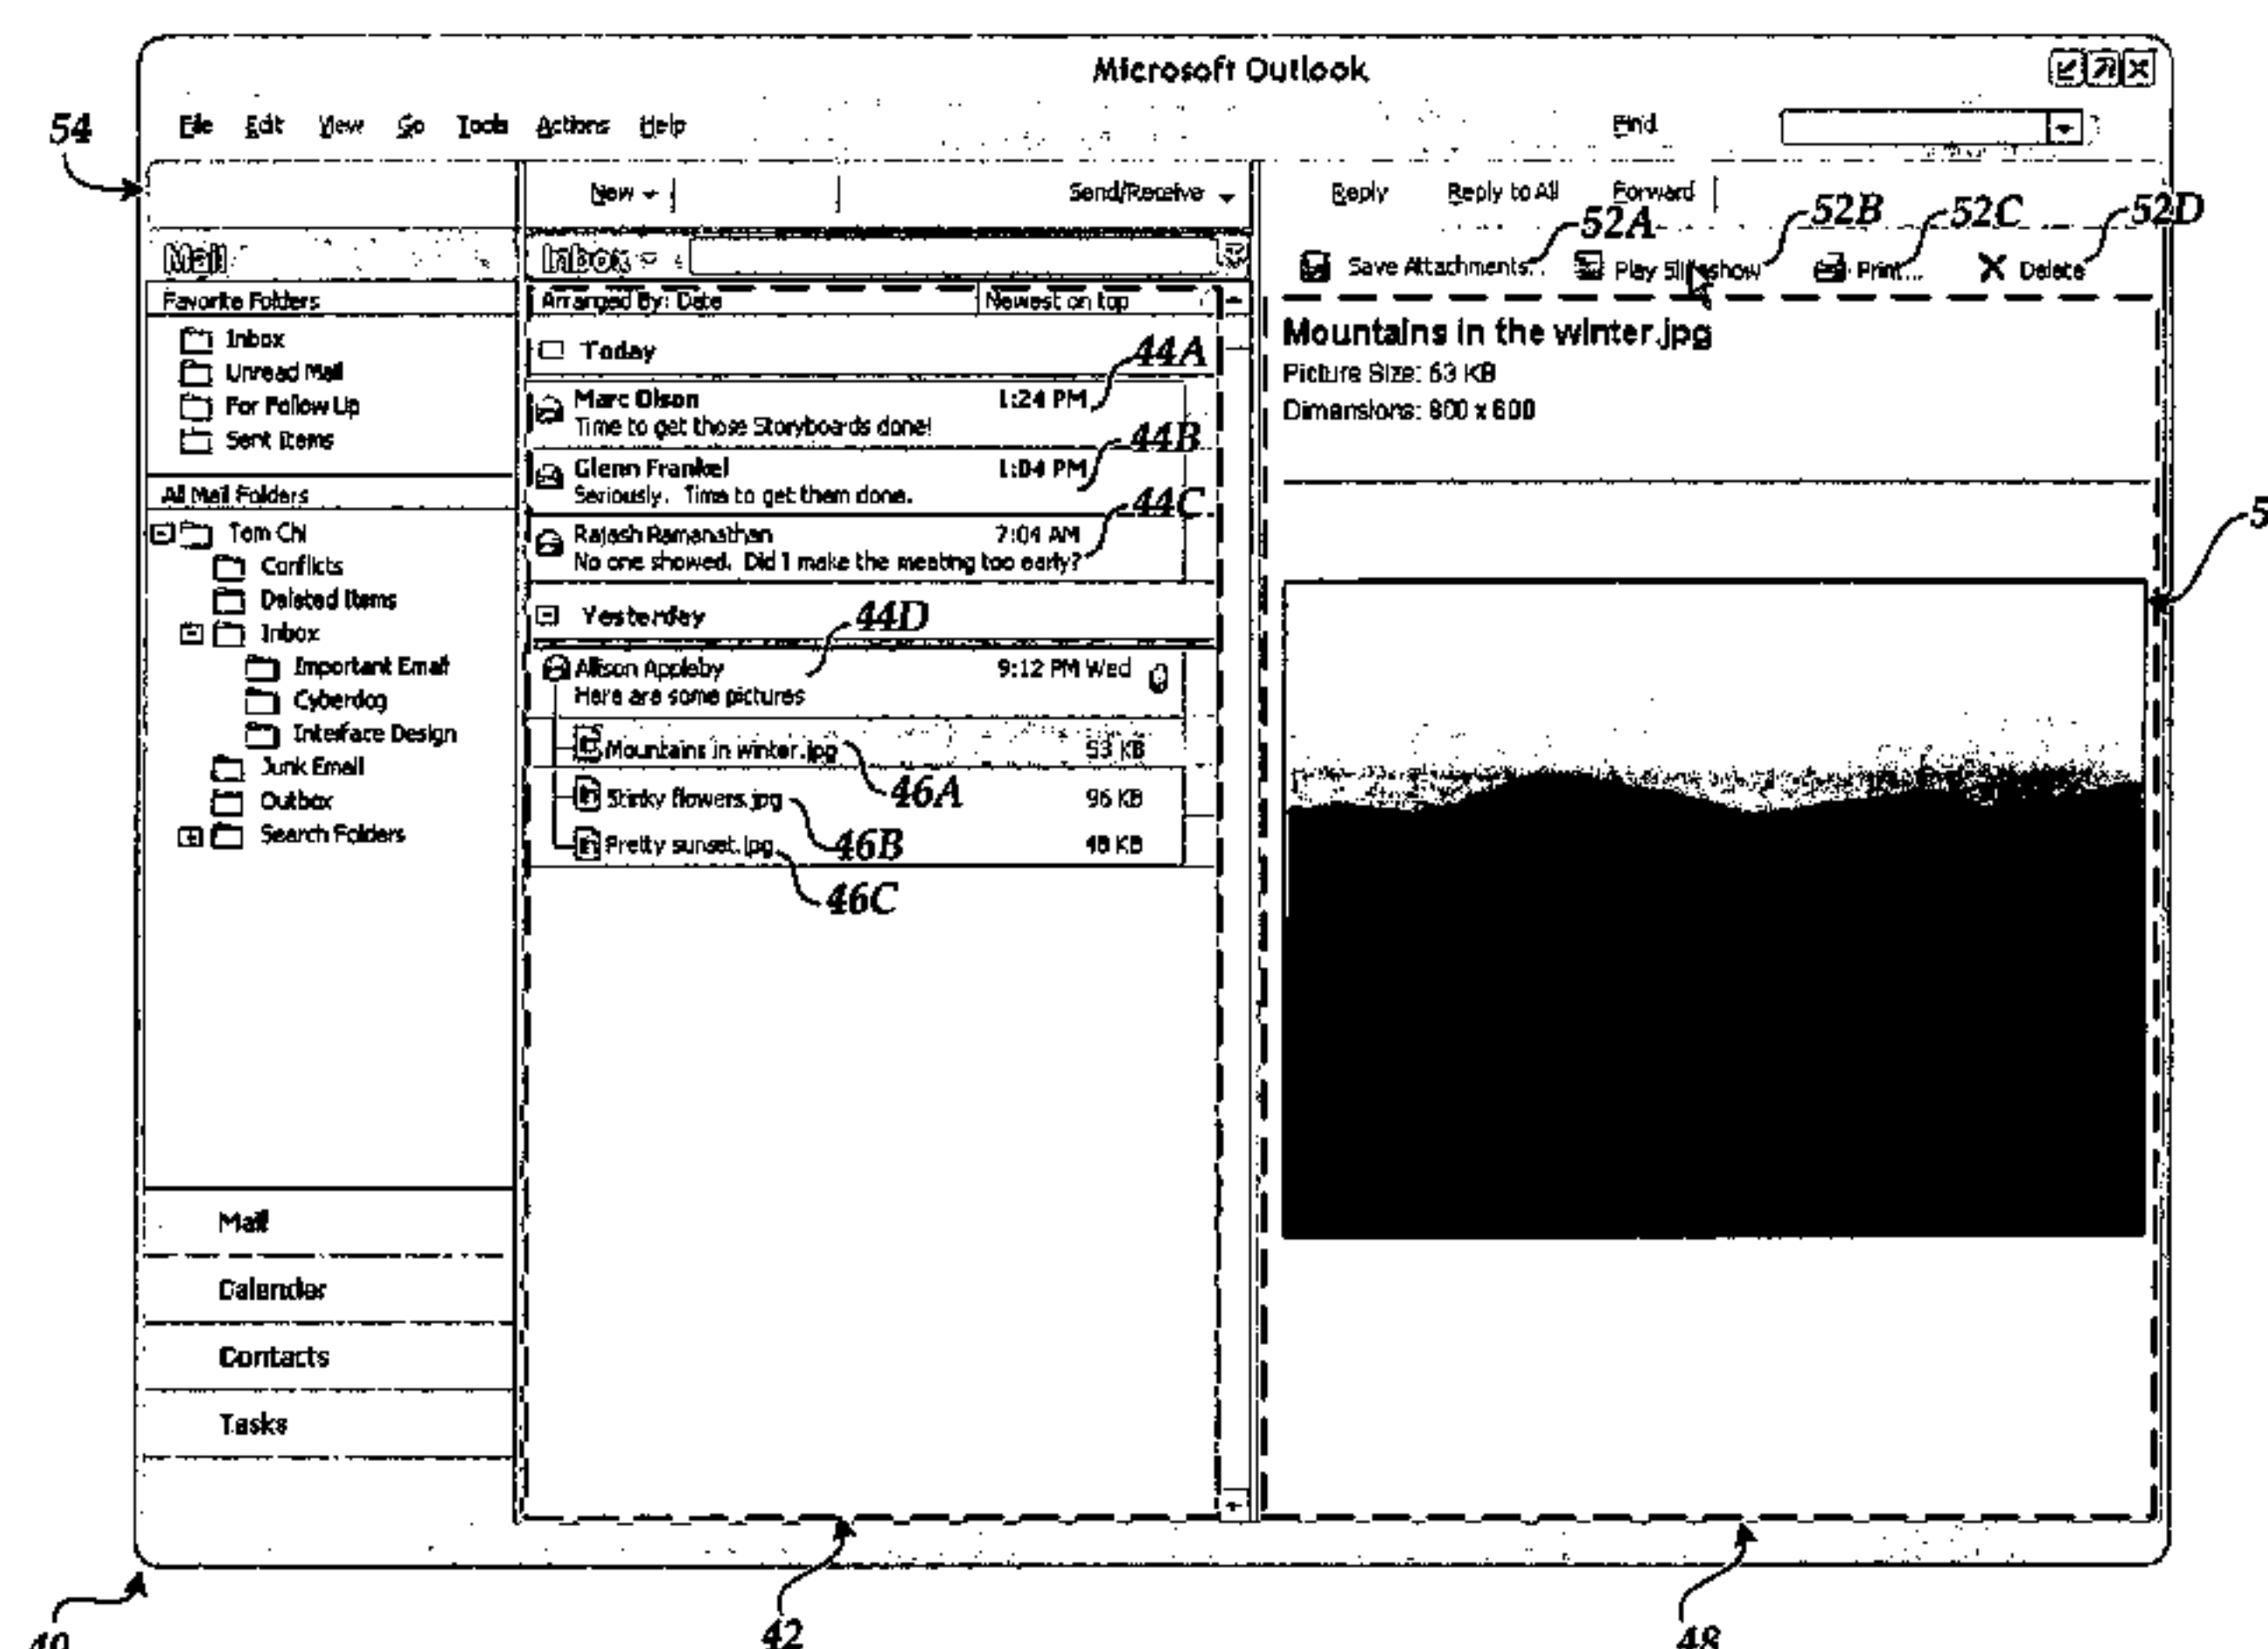 Microsoft Outlook
File Edit View Go Tools Actions Help Find
54
New Send/Receive Reply Reply to All Forward
52A 52B 52C 52D
Mail
Inbox
Save Attachments... Play Slideshow Print... Delete
Favorite Folders
Inbox
Unread Mail
For Follow Up
Sent Items
All Mail Folders
Tom Chi
Conflicts
Deleted Items
Inbox
Important Email
Cyberdog
Interface Design
Junk Email
Outbox
Search Folders
Mail
Calender
Contacts
Tasks
Arranged By: Date Newest on top
Today
44A
Marc Olson 1:24 PM
Time to get those Storyboards done!
44B
Glenn Frankel 1:04 PM
Seriously. Time to get them done.
44C
Rajash Ramanathan 7:04 AM
No one showed. Did I make the meeting too early?
Yesterday
44D
Allison Appleby 9:12 PM Wed
Here are some pictures
Mountains in winter.jpg 53 KB
46A
Stinky flowers.jpg 96 KB
46B
Pretty sunset.jpg 48 KB
46C
Mountains in the winter.jpg
Picture Size: 53 KB
Dimensions: 800 x 600
42
48